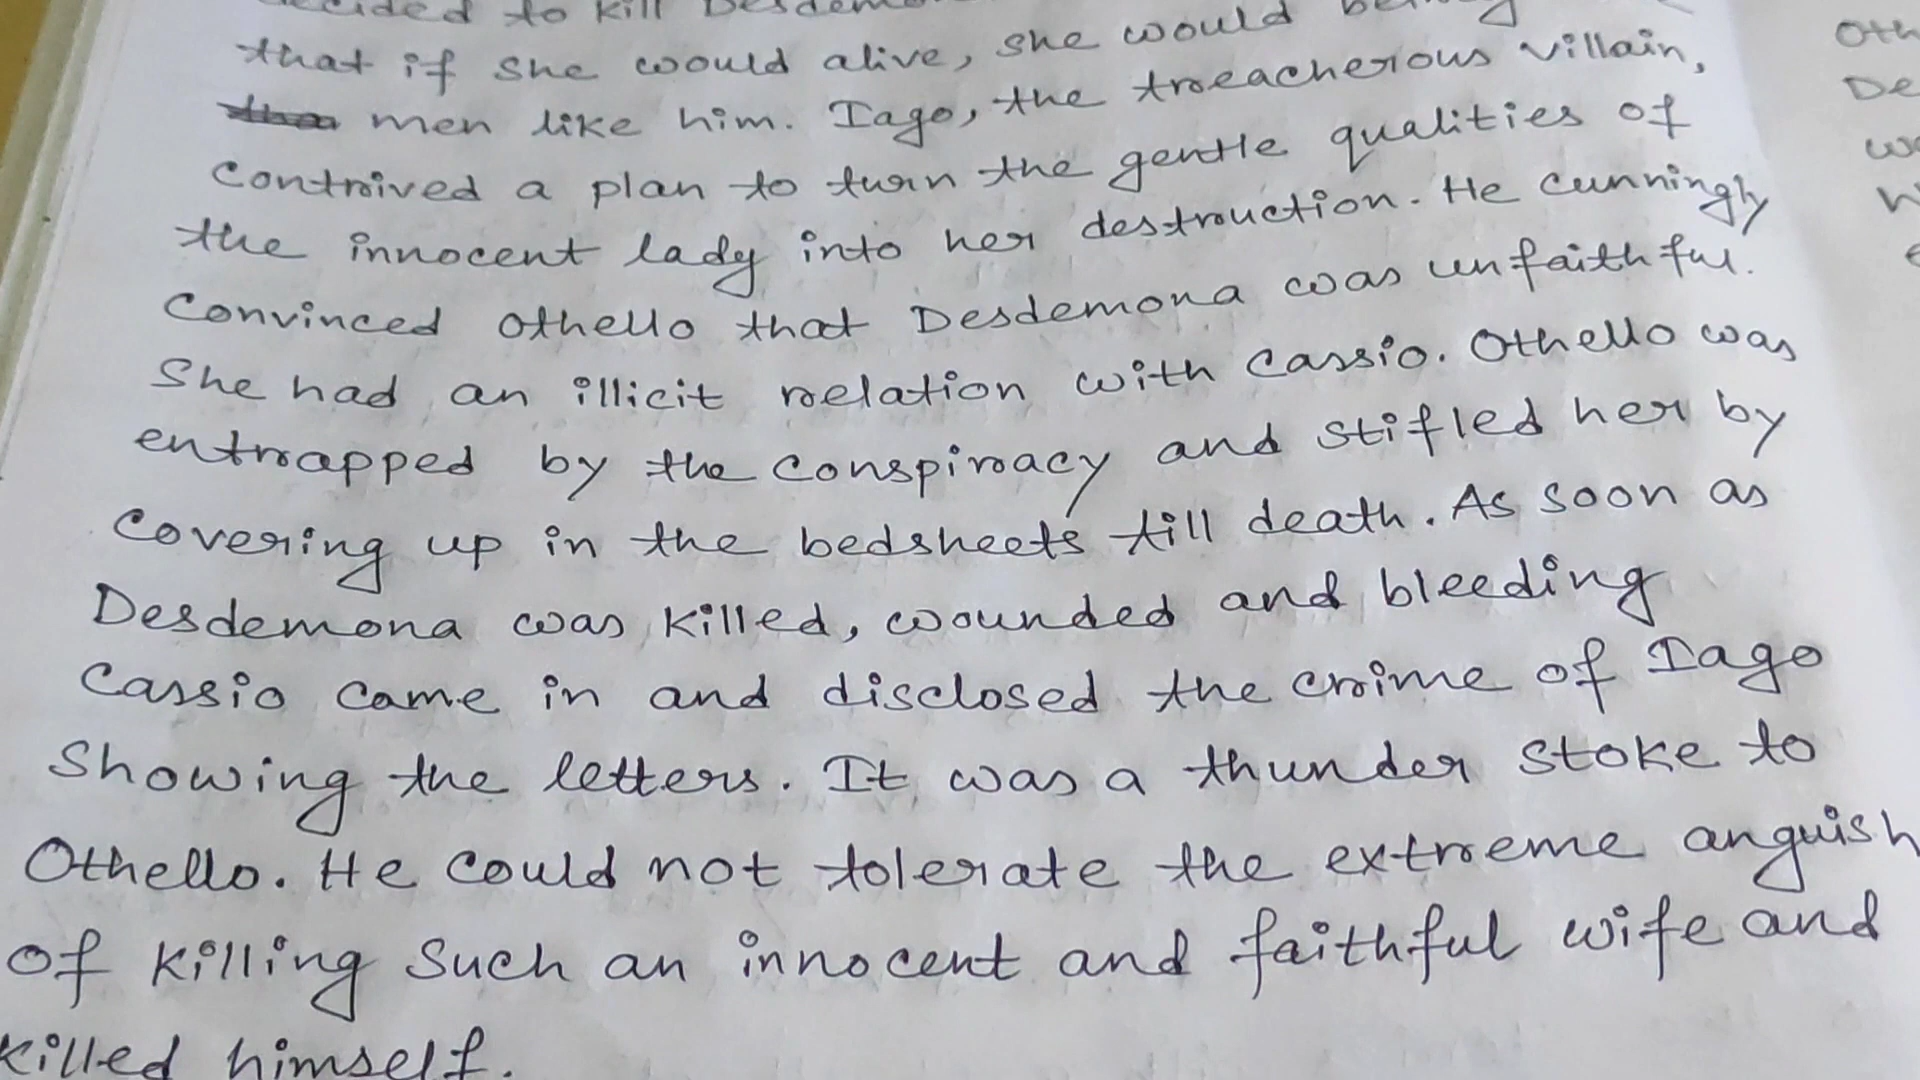 decided to kill
that if she would alive, she would
men like him. Iago, the treacherous villain,
contrived a plan to turn the gentle qualities of
the innocent lady into her destruction. He cunningly
convinced Othello that Desdemona was unfaithful.
She had an illicit relation with Cassio. Othello was
entrapped by the conspiracy and stifled her by
covering up in the bedsheets till death. As soon as
Desdemona was killed, wounded and bleeding
Cassio came in and disclosed the crime of Iago
showing the letters. It was a thunder stoke to
Othello. He could not tolerate the extreme anguish
of killing such an innocent and faithful wife and
killed himself.